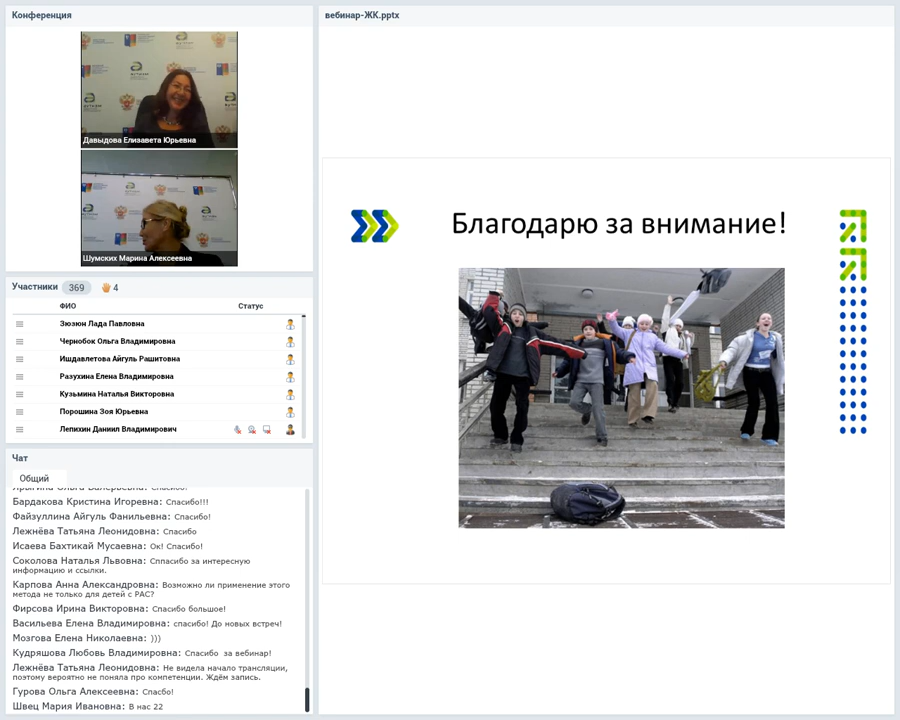 Конференция
Давыдова Елизавета Юрьевна
Шумских Марина Алексеевна
Участники 369 4
ФИО Статус
Зюзюн Лада Павловна
Чернобок Ольга Владимировна
Ишдавлетова Айгуль Рашитовна
Разухина Елена Владимировна
Кузьмина Наталья Викторовна
Порошина Зоя Юрьевна
Лепихин Даниил Владимирович
Чат
Общий
Бардакова Кристина Игоревна: Спасибо!!!
Файзуллина Айгуль Фанильевна: Спасибо!
Лежнёва Татьяна Леонидовна: Спасибо
Исаева Бахтикай Мусаевна: Ок! Спасибо!
Соколова Наталья Львовна: Сппасибо за интересную
информацию и ссылки.
Карпова Анна Александровна: Возможно ли применение этого
метода не только для детей с РАС?
Фирсова Ирина Викторовна: Спасибо большое!
Васильева Елена Владимировна: спасибо! До новых встреч!
Мозгова Елена Николаевна: )))
Кудряшова Любовь Владимировна: Спасибо за вебинар!
Лежнёва Татьяна Леонидовна: Не видела начало трансляции,
поэтому вероятно не поняла про компетенции. Ждём запись.
Гурова Ольга Алексеевна: Спасбо!
Швец Мария Ивановна: В нас 22
вебинар-ЖК.pptx
Благодарю за внимание!